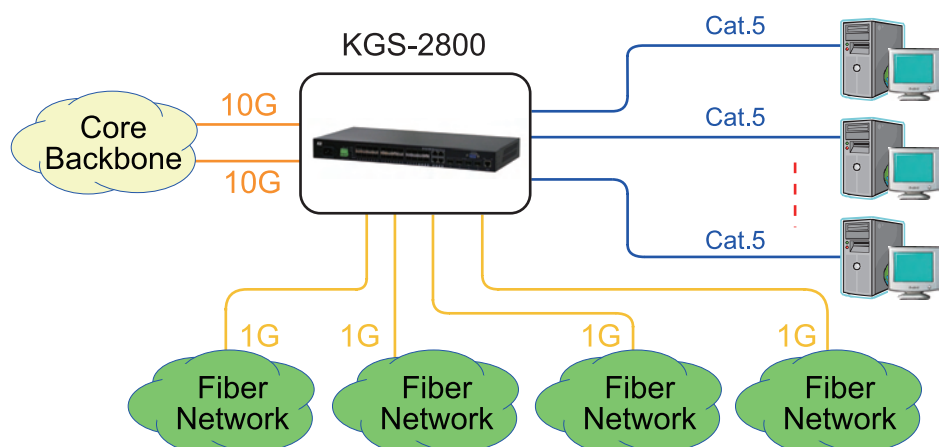 KGS-2800
Cat.5
10G
Core
Backbone
10G
Cat.5
Cat.5
1G
1G
1G
1G
Fiber
Network
Fiber
Network
Fiber
Network
Fiber
Network